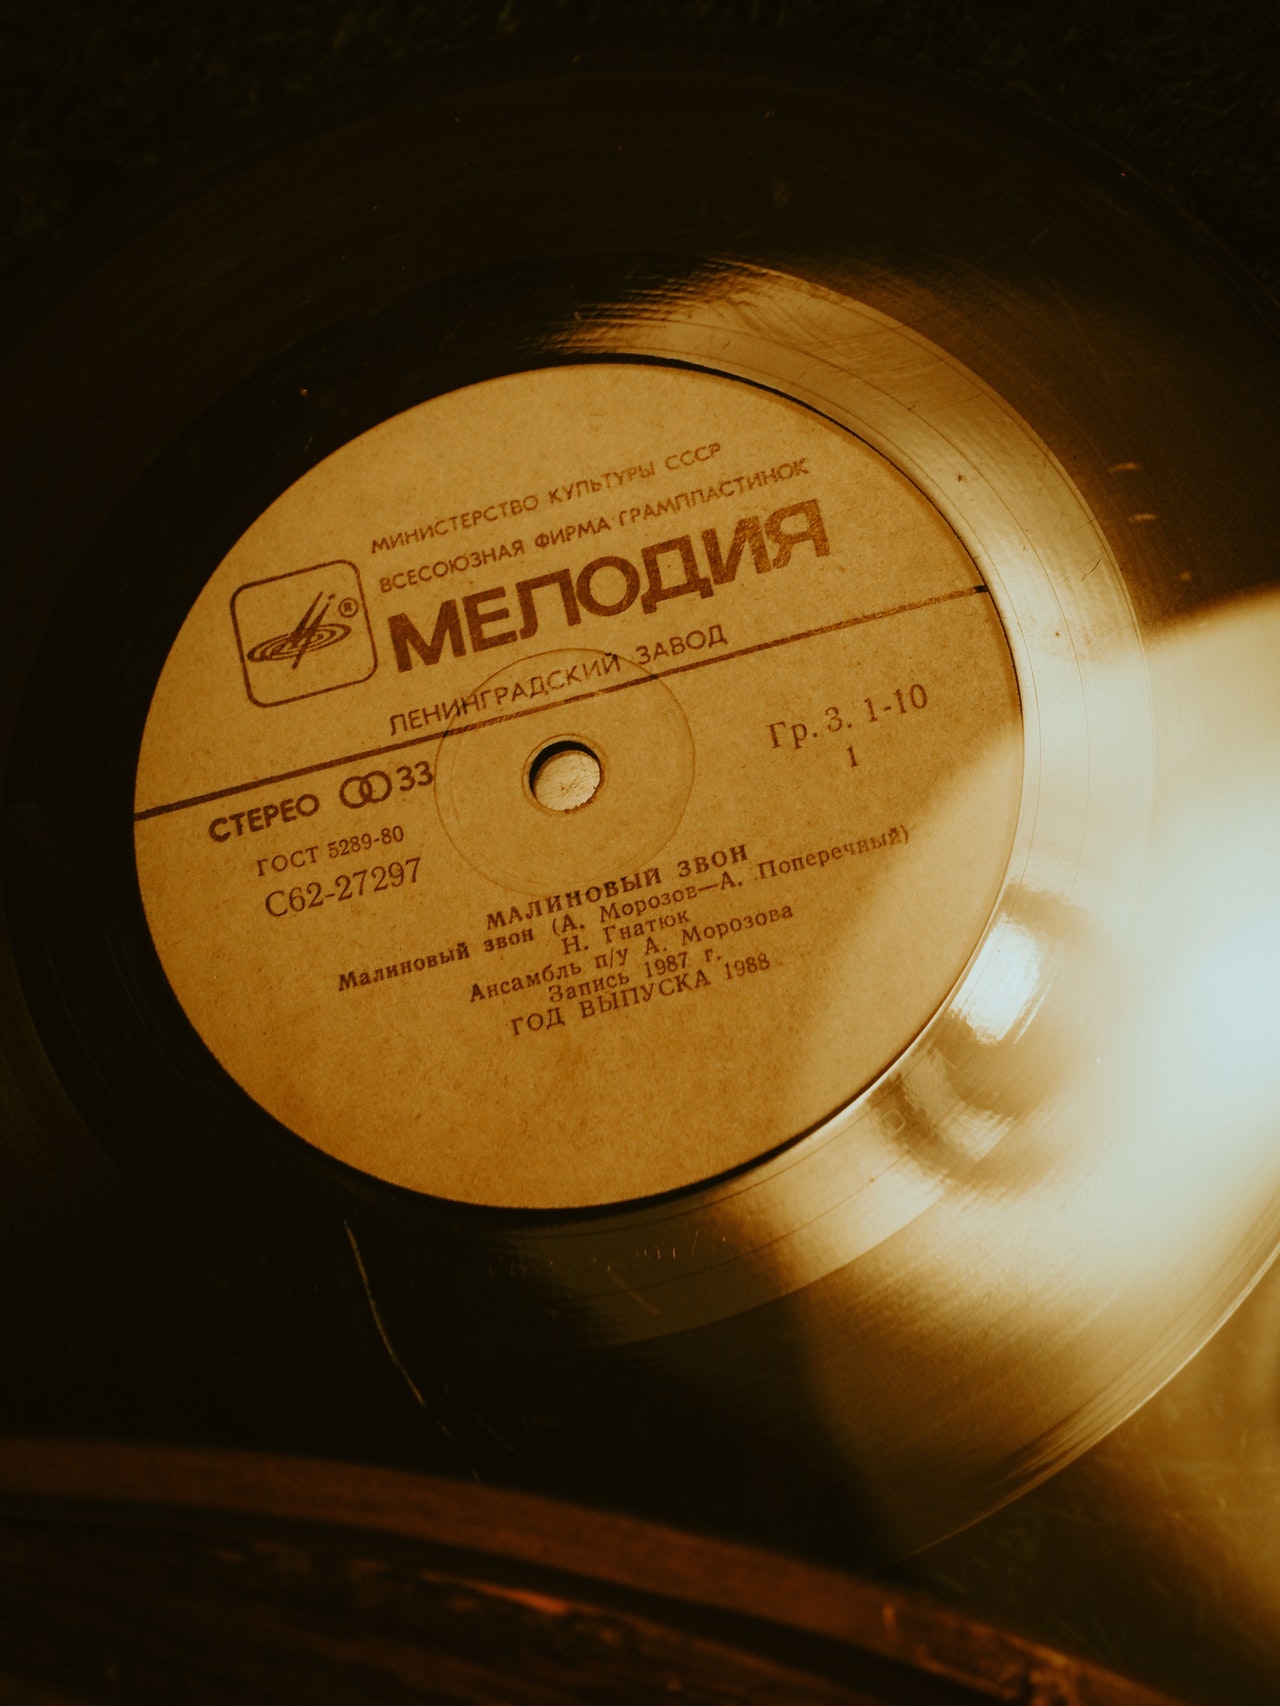 МИНИСТЕРСТВО КУЛЬТУРЫ СССР
ВСЕСОЮЗНАЯ ФИРМА ГРАМПЛАСТИНОК
®
МЕЛОДИЯ
ЛЕНИНГРАДСКИЙ ЗАВОД
СТЕРЕО 33
Гр. 3. 1-10
1
ГОСТ 5289-80
С62-27297
МАЛИНОВЫЙ ЗВОН
Малиновый звон (А. Морозов—А. Поперечный)
Н. Гнатюк
Ансамбль п/у А. Морозова
Запись 1987 г.
ГОД ВЫПУСКА 1988